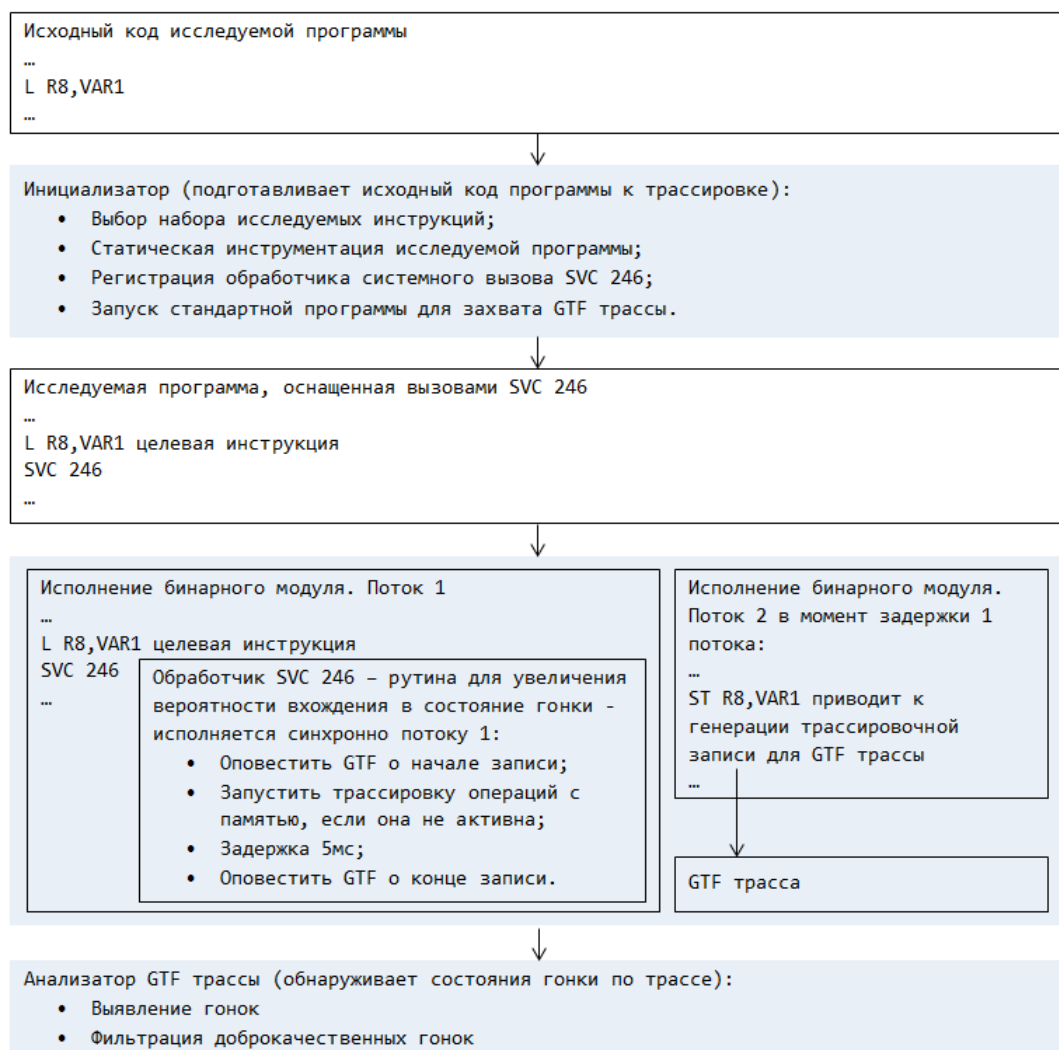 Исходный код исследуемой программы
…
L R8,VAR1
…
Инициализатор (подготавливает исходный код программы к трассировке):
• Выбор набора исследуемых инструкций;
• Статическая инструментация исследуемой программы;
• Регистрация обработчика системного вызова SVC 246;
• Запуск стандартной программы для захвата GTF трассы.
Исследуемая программа, оснащенная вызовами SVC 246
…
L R8,VAR1 целевая инструкция
SVC 246
…
Исполнение бинарного модуля. Поток 1
…
L R8,VAR1 целевая инструкция
SVC 246
…
Обработчик SVC 246 – рутина для увеличения
вероятности вхождения в состояние гонки -
исполняется синхронно потоку 1:
• Оповестить GTF о начале записи;
• Запустить трассировку операций с
памятью, если она не активна;
• Задержка 5мс;
• Оповестить GTF о конце записи.
Исполнение бинарного модуля.
Поток 2 в момент задержки 1
потока:
…
ST R8,VAR1 приводит к
генерации трассировочной
записи для GTF трассы
…
GTF трасса
Анализатор GTF трассы (обнаруживает состояния гонки по трассе):
• Выявление гонок
• Фильтрация доброкачественных гонок